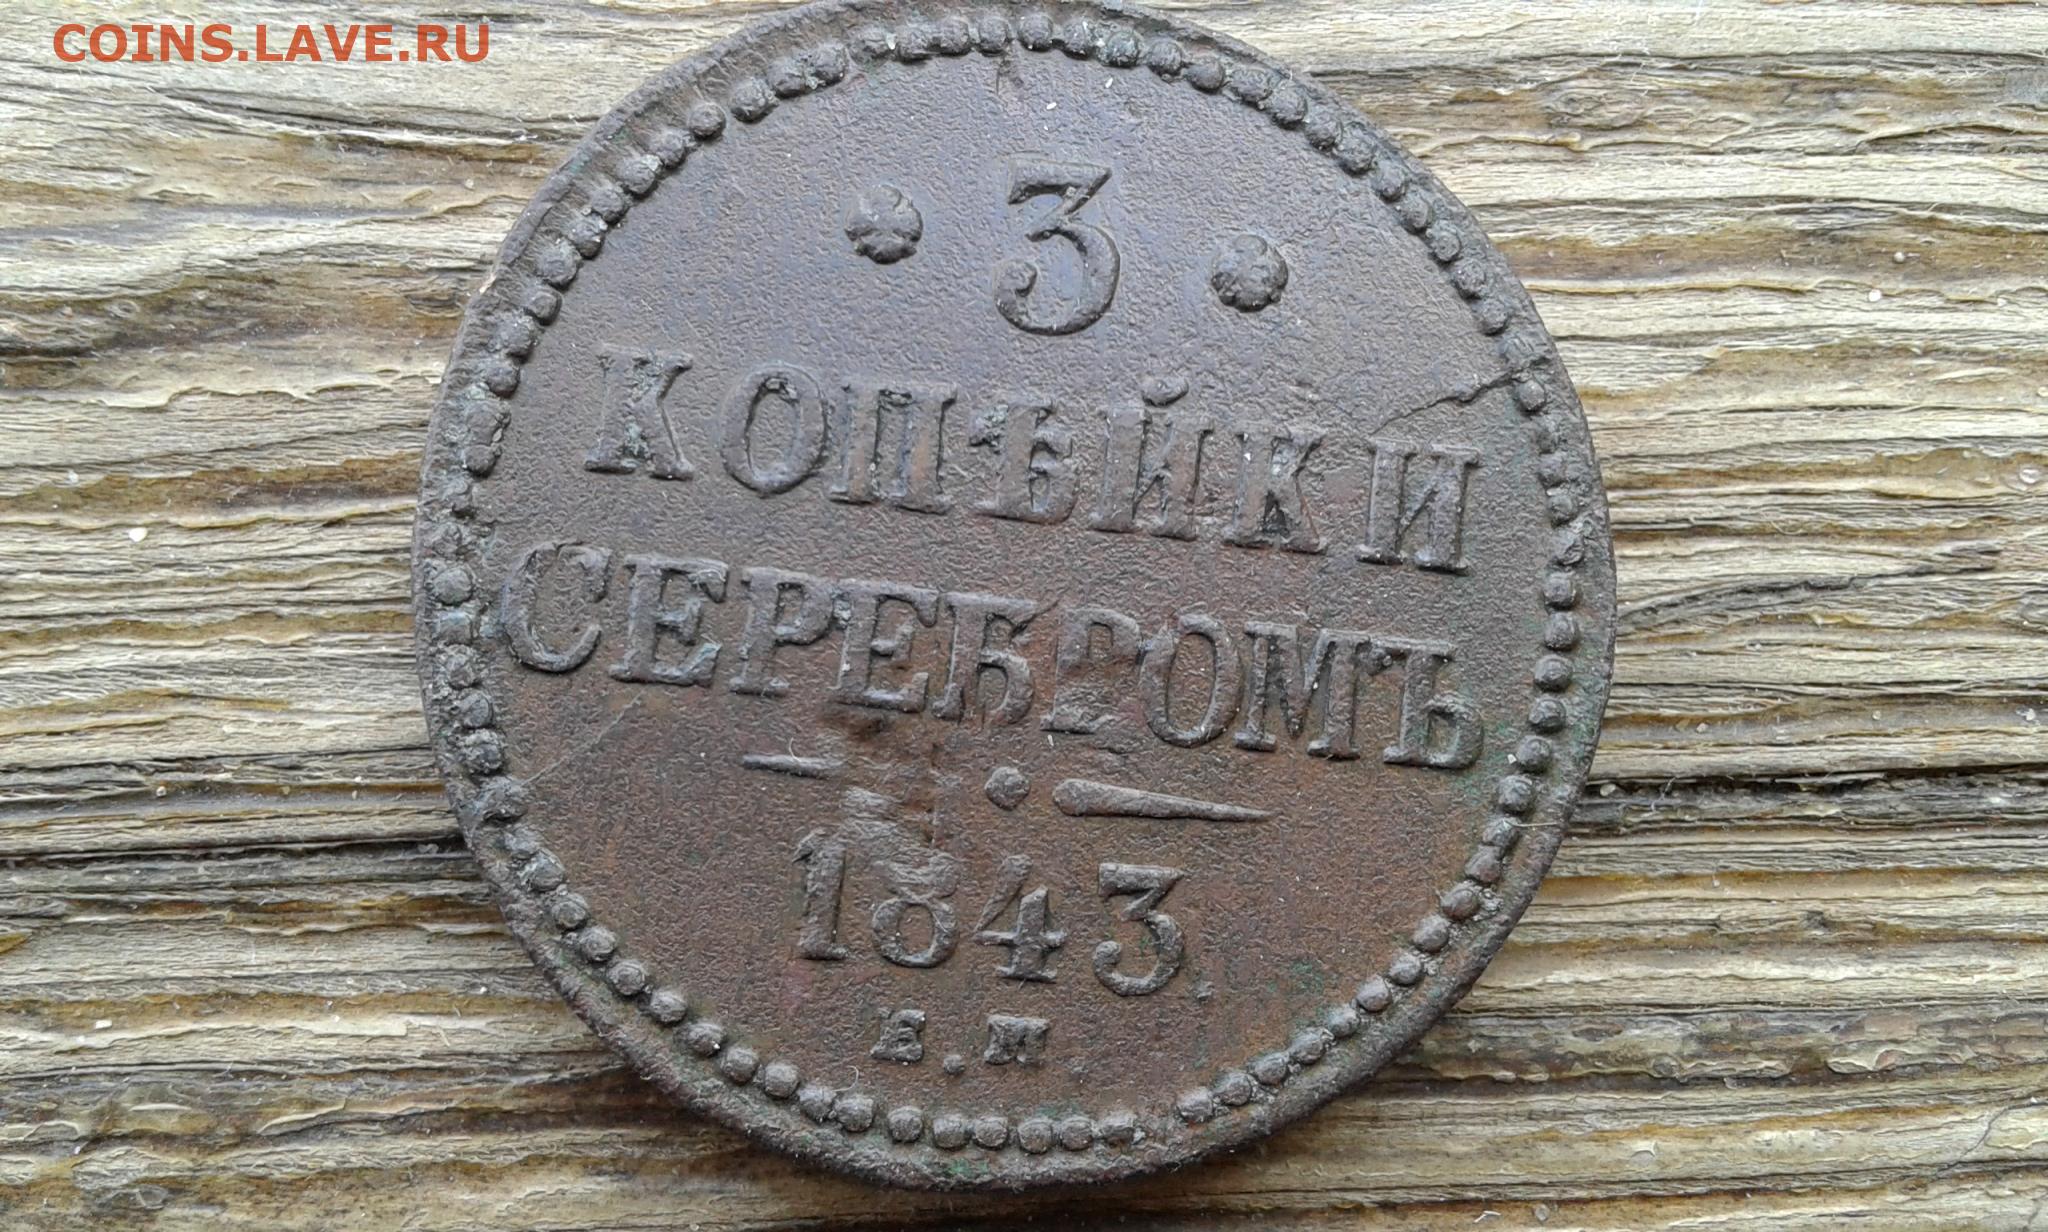 COINS.LAVE.RU
3
КОПѢЙКИ
СЕРЕБРОМЪ
1843.
Е.М